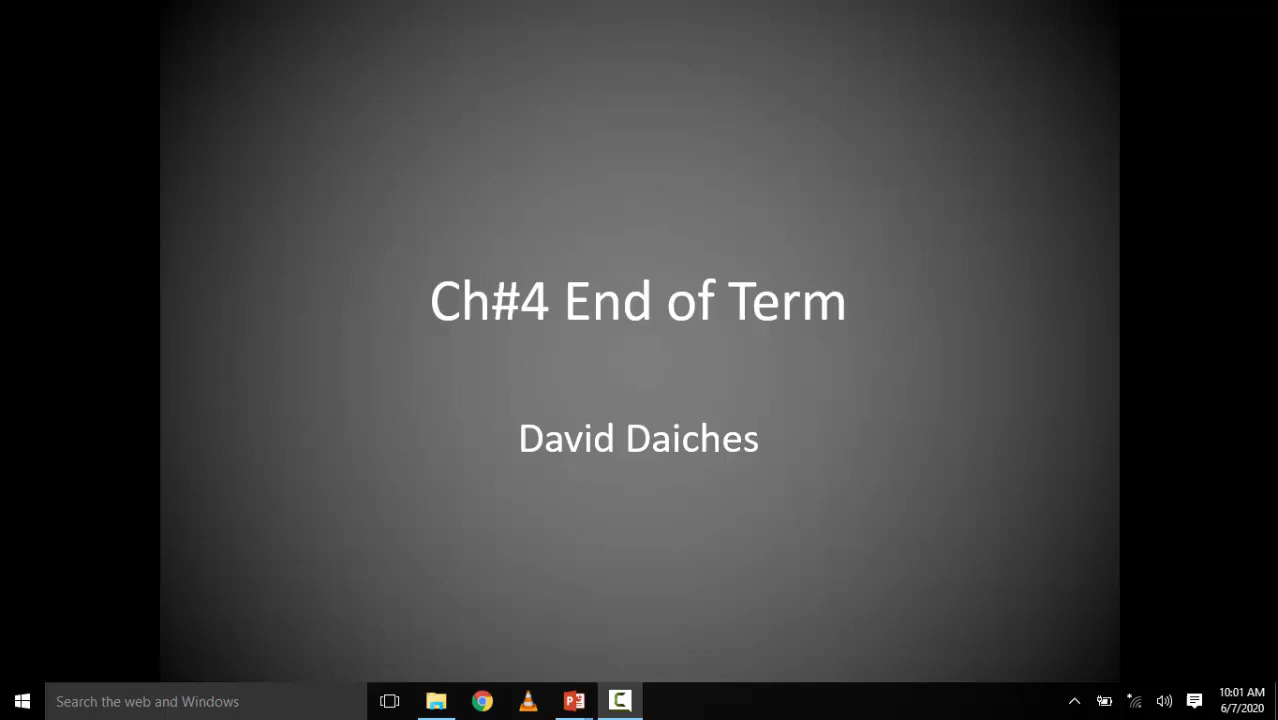 Ch#4 End of Term
David Daiches
Search the web and Windows
10:01 AM
6/7/2020